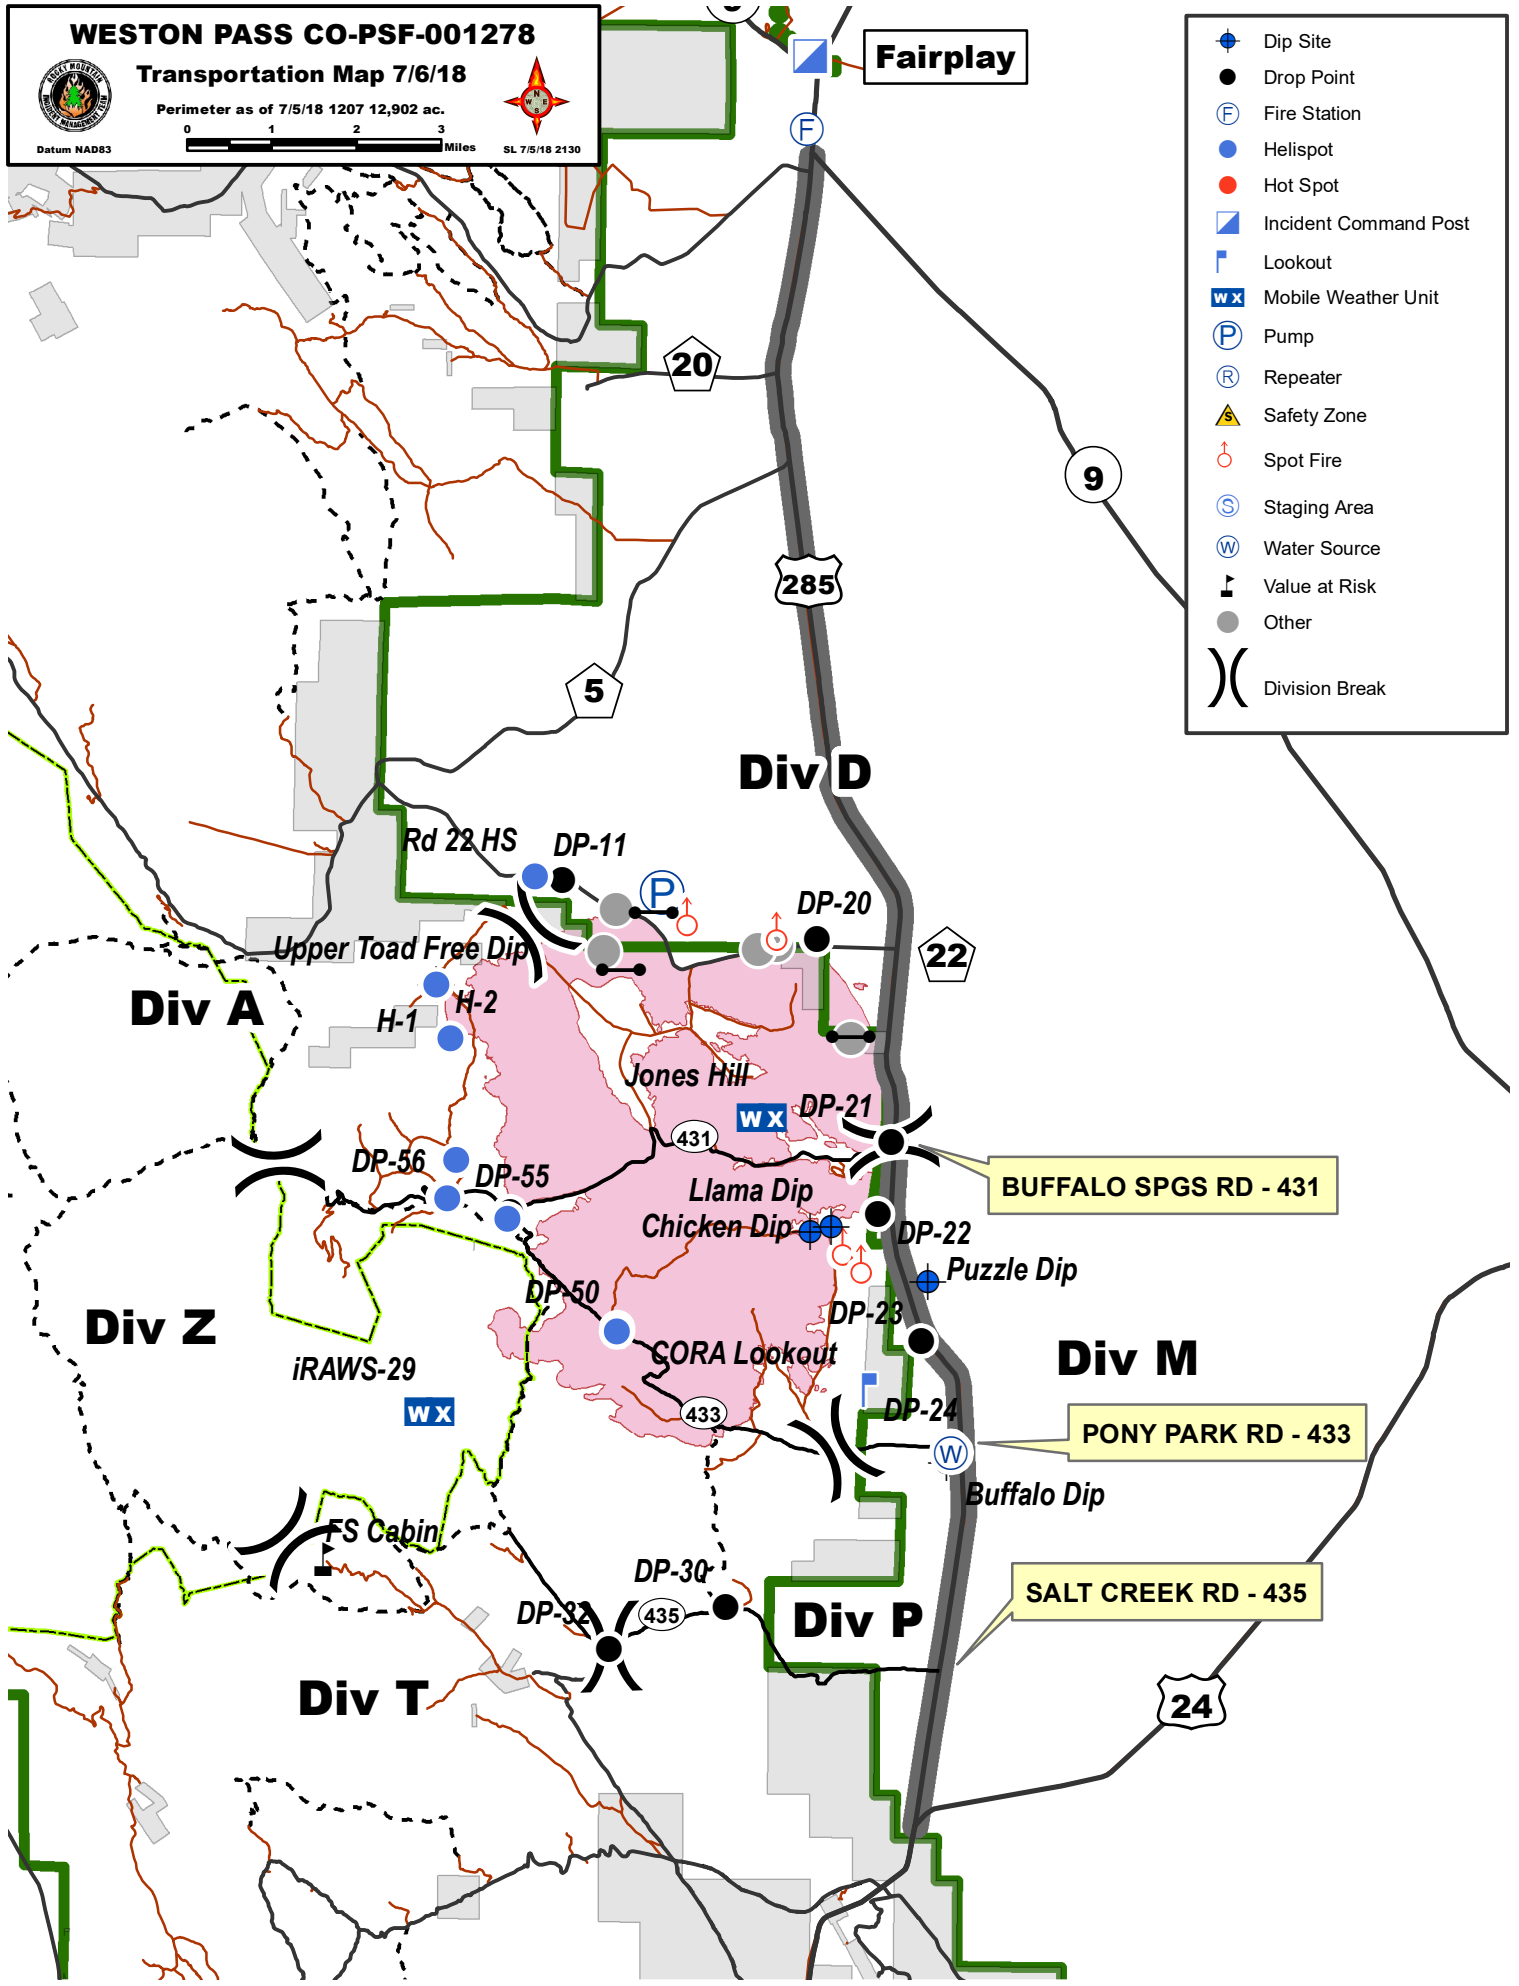 WESTON PASS CO-PSF-001278
Transportation Map 7/6/18
Perimeter as of 7/5/18 1207 12,902 ac.
0 1 2 3
Miles
Datum NAD83
SL 7/5/18 2130
ROCKY MOUNTAIN
INCIDENT MANAGEMENT TEAM
N
W E
S
Fairplay
F
Dip Site
Drop Point
F Fire Station
Helispot
Hot Spot
Incident Command Post
Lookout
W X Mobile Weather Unit
P Pump
R Repeater
S Safety Zone
Spot Fire
S Staging Area
W Water Source
Value at Risk
Other
Division Break
20
9
285
5
Div D
Rd 22 HS
DP-11
P
DP-20
22
Upper Toad Free Dip
Div A
H-2
H-1
Jones Hill
W X
DP-21
431
DP-56
DP-55
BUFFALO SPGS RD - 431
Llama Dip
Chicken Dip
DP-22
Puzzle Dip
DP-50
DP-23
Div Z
CORA Lookout
Div M
iRAWS-29
W X
433
DP-24
PONY PARK RD - 433
W
Buffalo Dip
FS Cabin
DP-30
SALT CREEK RD - 435
DP-32
435
Div P
Div T
24